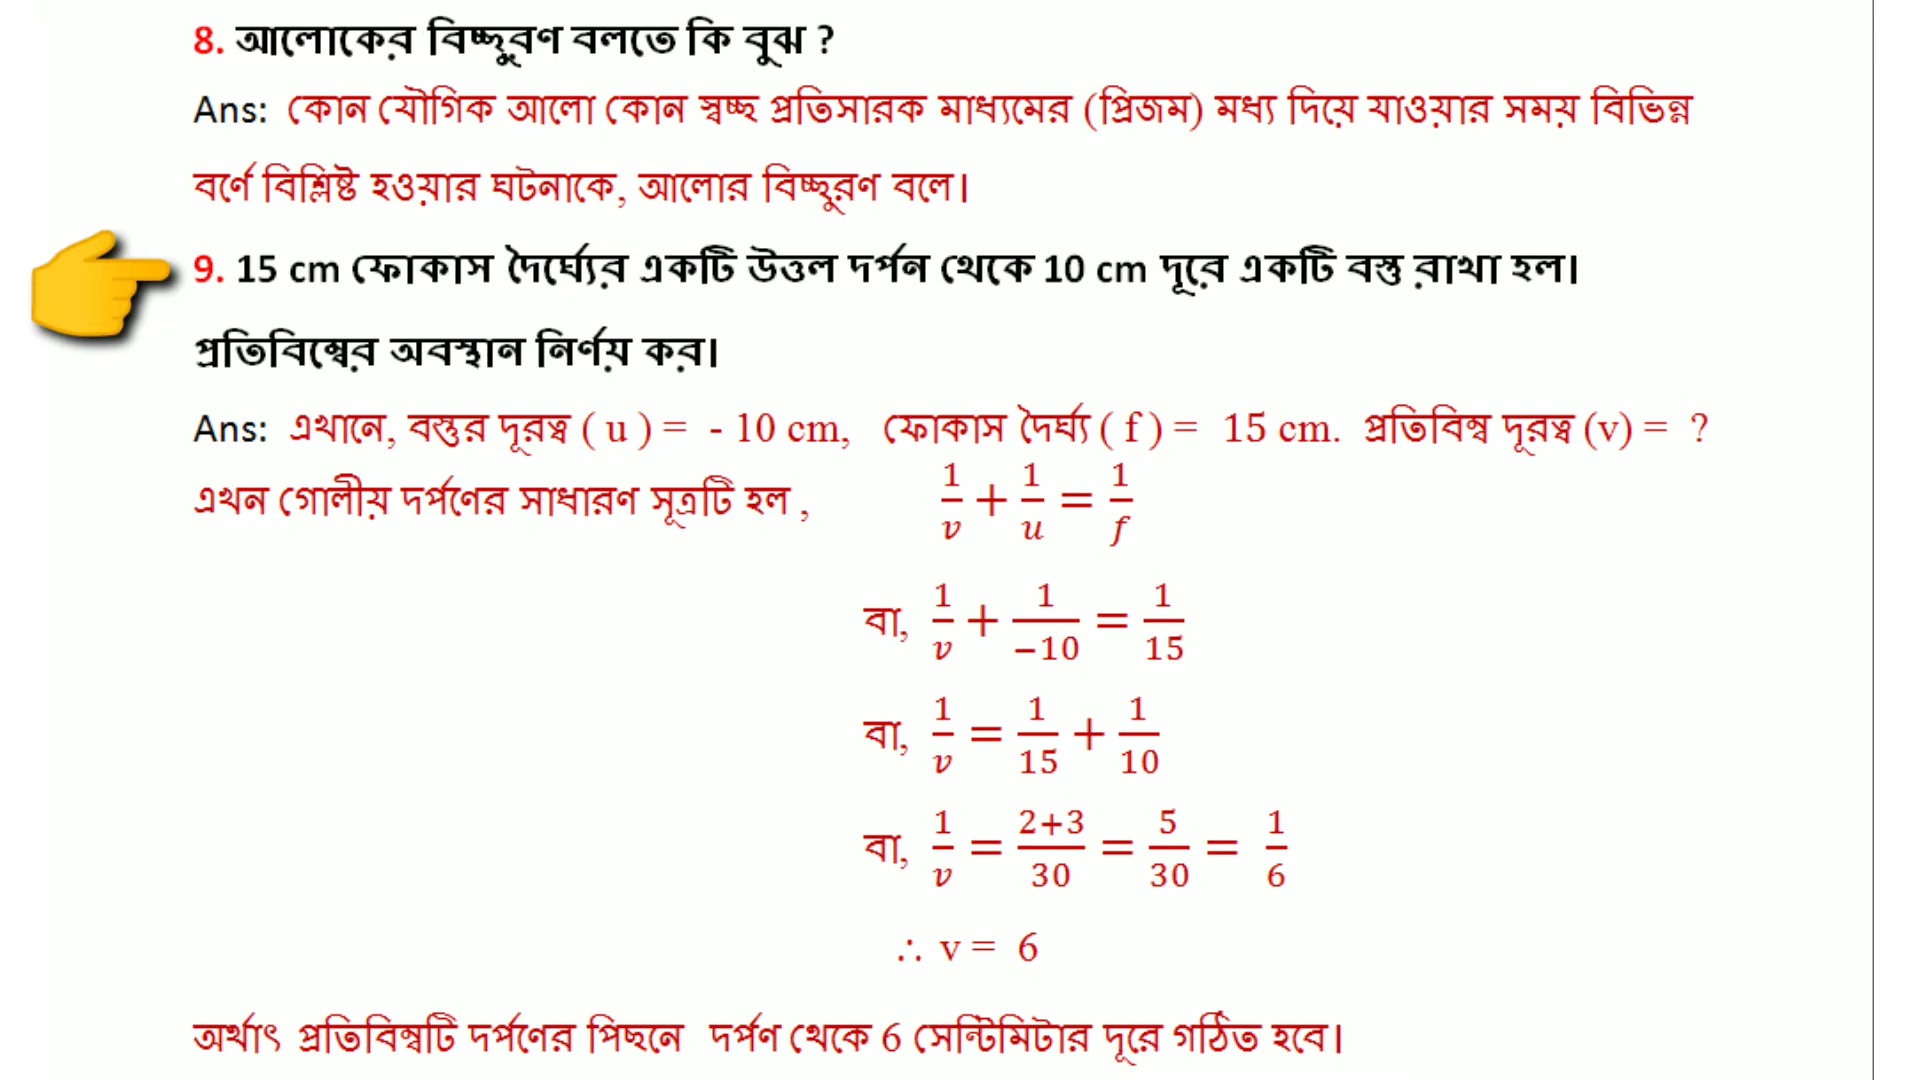 8. আলোকের বিচ্ছুরণ বলতে কি বুঝ ?
Ans: কোন যৌগিক আলো কোন স্বচ্ছ প্রতিসারক মাধ্যমের (প্রিজম) মধ্য দিয়ে যাওয়ার সময় বিভিন্ন
বর্ণে বিশ্লিষ্ট হওয়ার ঘটনাকে, আলোর বিচ্ছুরণ বলে।
9. 15 cm ফোকাস দৈর্ঘ্যের একটি উত্তল দর্পন থেকে 10 cm দূরে একটি বস্তু রাখা হল।
প্রতিবিম্বের অবস্থান নির্ণয় কর।
Ans: এখানে, বস্তুর দূরত্ব ( u ) = - 10 cm, ফোকাস দৈর্ঘ্য ( f ) = 15 cm. প্রতিবিম্ব দূরত্ব (v) = ?
এখন গোলীয় দর্পণের সাধারণ সূত্রটি হল , 1/v + 1/u = 1/f
বা, 1/v + 1/−10 = 1/15
বা, 1/v = 1/15 + 1/10
বা, 1/v = 2+3/30 = 5/30 = 1/6
∴ v = 6
অর্থাৎ প্রতিবিম্বটি দর্পণের পিছনে দর্পণ থেকে 6 সেন্টিমিটার দূরে গঠিত হবে।